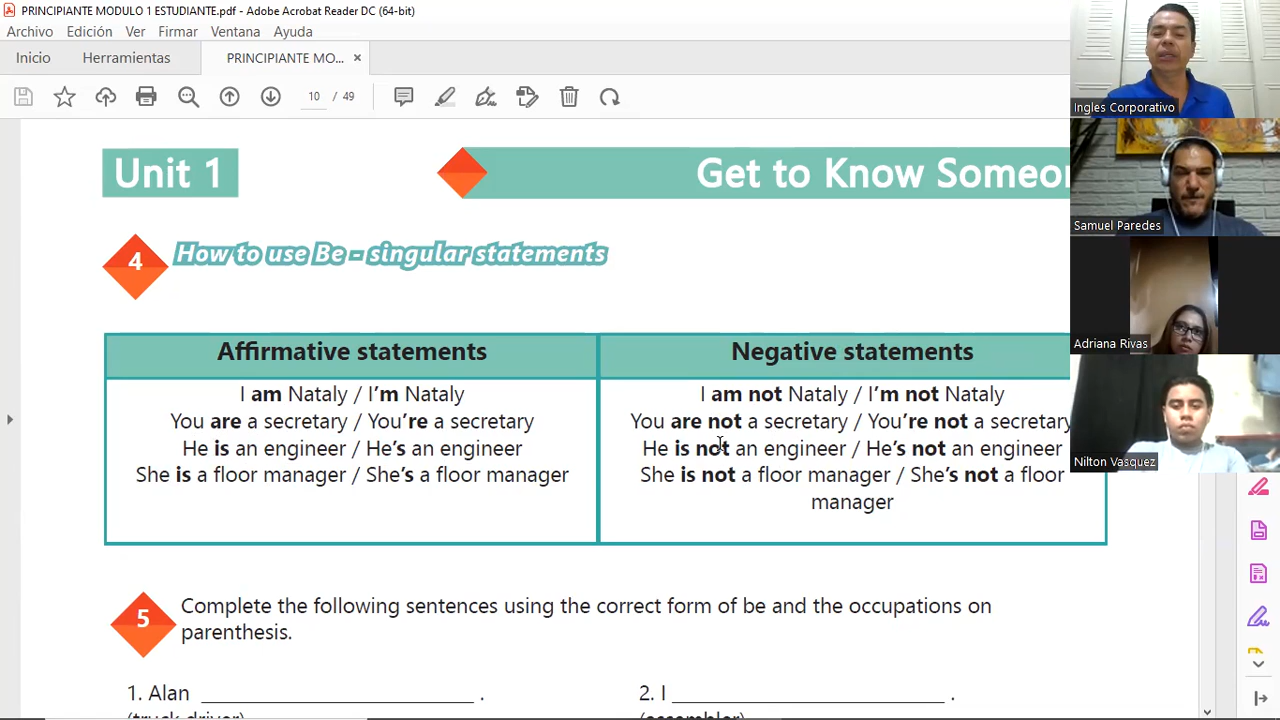 PRINCIPIANTE MODULO 1 ESTUDIANTE.pdf - Adobe Acrobat Reader DC (64-bit)
Archivo Edición Ver Firmar Ventana Ayuda
Inicio Herramientas PRINCIPIANTE MO... ×
10 / 49
Ingles Corporativo
Samuel Paredes
Adriana Rivas
Nilton Vasquez
Unit 1
Get to Know Someo
4
How to use Be - singular statements
Affirmative statements
I am Nataly / I'm Nataly
You are a secretary / You're a secretary
He is an engineer / He's an engineer
She is a floor manager / She's a floor manager
Negative statements
I am not Nataly / I'm not Nataly
You are not a secretary / You're not a secretary
He is not an engineer / He's not an engineer
She is not a floor manager / She's not a floor
manager
5
Complete the following sentences using the correct form of be and the occupations on
parenthesis.
1. Alan ______________________ .
(truck driver)
2. I ______________________ .
(assembler)